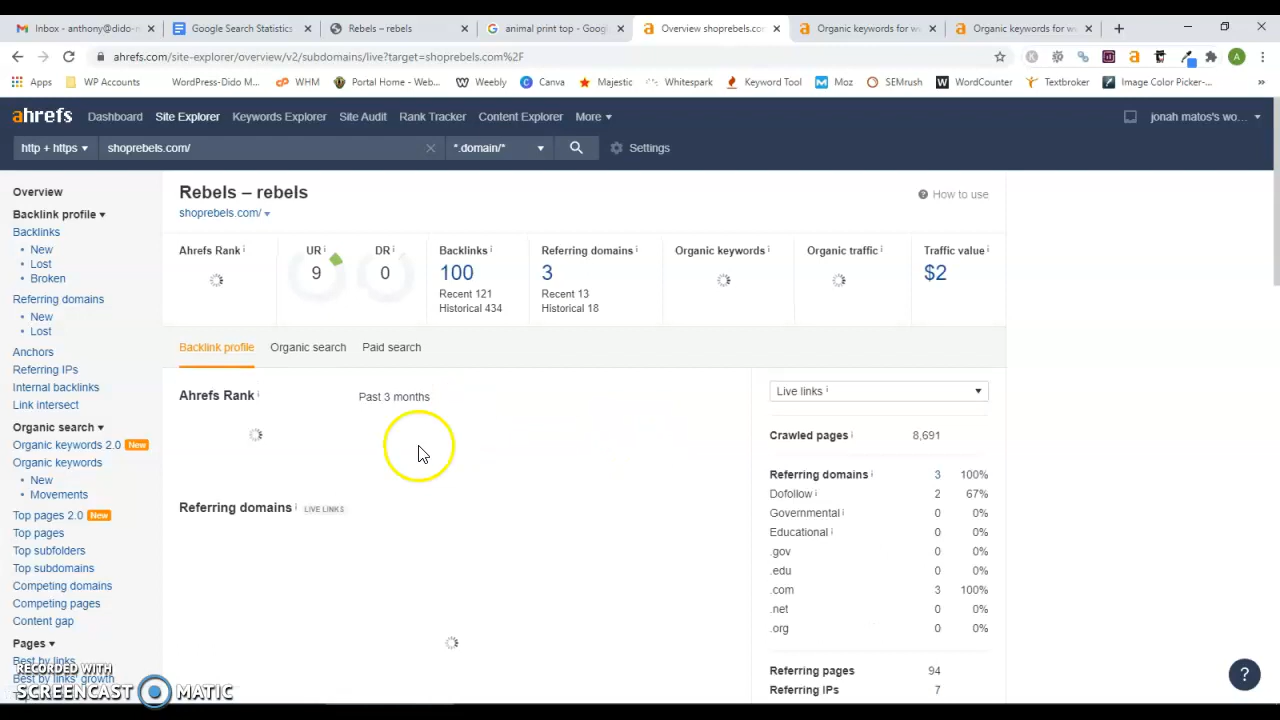 Inbox - anthony@dido-r
Google Search Statistics
Rebels – rebels
animal print top - Goog
Overview shoprebels.co
Organic keywords for w
Organic keywords for w
ahrefs.com/site-explorer/overview/v2/subdomain/live?target=shoprebels.com%2F
Apps
WP Accounts
WordPress-Dido M...
WHM
Portal Home - Web...
Weebly
Canva
Majestic
Whitespark
Keyword Tool
Moz
SEMrush
WordCounter
Textbroker
Image Color Picker-...
ahrefs Dashboard Site Explorer Keywords Explorer Site Audit Rank Tracker Content Explorer More
jonah matos's wo...
http + https shoprebels.com/ *.domain/* Settings
Overview
Backlink profile
Backlinks
New
Lost
Broken
Referring domains
New
Lost
Anchors
Referring IPs
Internal backlinks
Link intersect
Organic search
Organic keywords 2.0 New
Organic keywords
New
Movements
Top pages 2.0 New
Top pages
Top subfolders
Top subdomains
Competing domains
Competing pages
Content gap
Pages
Best by links
Best by links' growth
Rebels – rebels
How to use
shoprebels.com/
Ahrefs Rank
UR
9
DR
0
Backlinks
100
Recent 121
Historical 434
Referring domains
3
Recent 13
Historical 18
Organic keywords
Organic traffic
Traffic value
$2
Backlink profile Organic search Paid search
Ahrefs Rank
Past 3 months
Referring domains LIVE LINKS
Live links
Crawled pages 8,691
Referring domains 3 100%
Dofollow 2 67%
Governmental 0 0%
Educational 0 0%
.gov 0 0%
.edu 0 0%
.com 3 100%
.net 0 0%
.org 0 0%
Referring pages 94
Referring IPs 7
RECORDED WITH
SCREENCAST MATIC